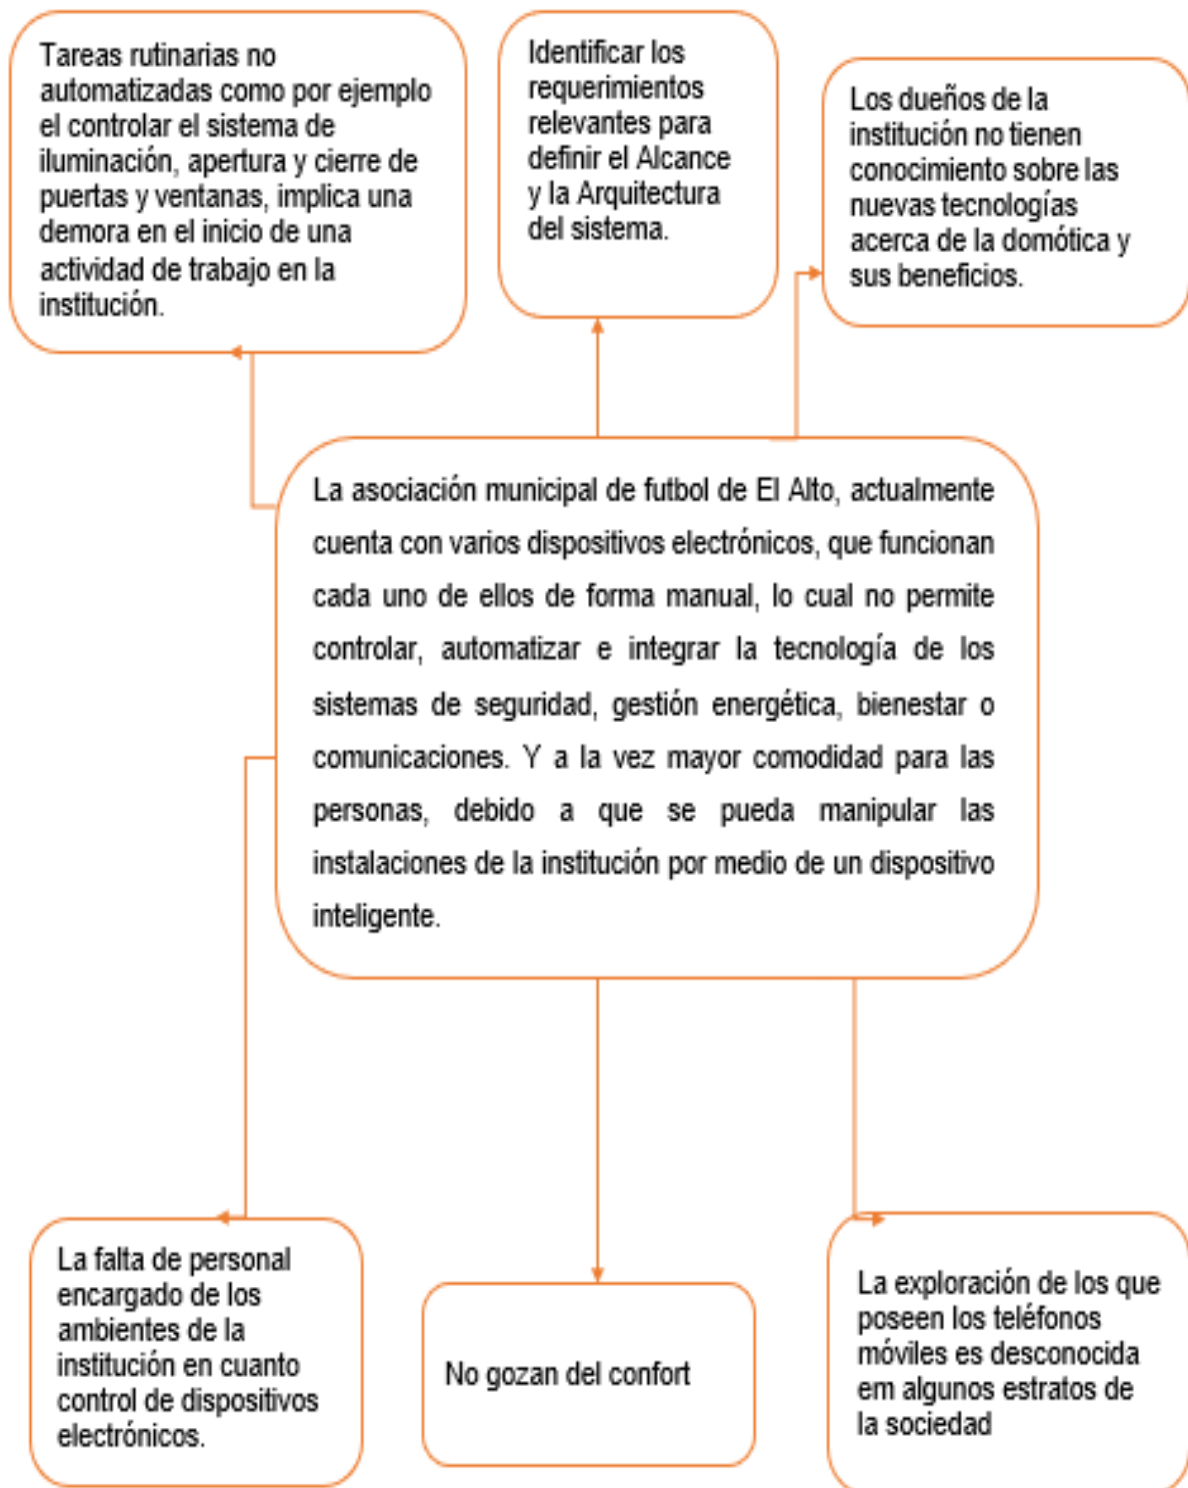 Tareas rutinarias no
automatizadas como por ejemplo
el controlar el sistema de
iluminación, apertura y cierre de
puertas y ventanas, implica una
demora en el inicio de una
actividad de trabajo en la
institución.
Identificar los
requerimientos
relevantes para
definir el Alcance
y la Arquitectura
del sistema.
Los dueños de la
institución no tienen
conocimiento sobre las
nuevas tecnologías
acerca de la domótica y
sus beneficios.
La asociación municipal de futbol de El Alto, actualmente
cuenta con varios dispositivos electrónicos, que funcionan
cada uno de ellos de forma manual, lo cual no permite
controlar, automatizar e integrar la tecnología de los
sistemas de seguridad, gestión energética, bienestar o
comunicaciones. Y a la vez mayor comodidad para las
personas, debido a que se pueda manipular las
instalaciones de la institución por medio de un dispositivo
inteligente.
La falta de personal
encargado de los
ambientes de la
institución en cuanto
control de dispositivos
electrónicos.
No gozan del confort
La exploración de los que
poseen los teléfonos
móviles es desconocida
em algunos estratos de
la sociedad